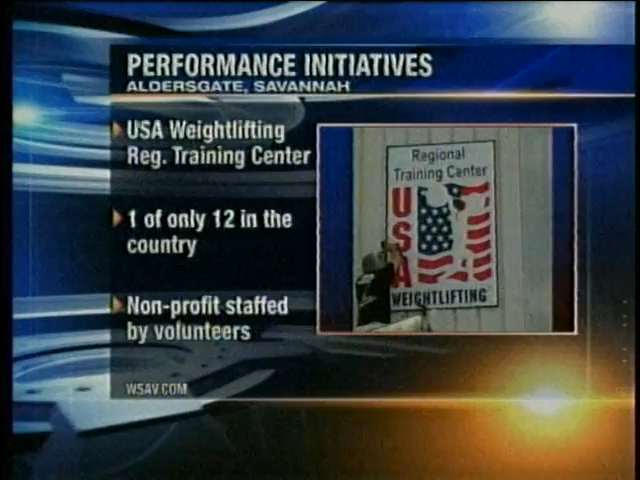 PERFORMANCE INITIATIVES
ALDERSGATE, SAVANNAH
USA Weightlifting
Reg. Training Center
1 of only 12 in the
country
Non-profit staffed
by volunteers
WSAV.COM
Regional
Training Center
USA
WEIGHTLIFTING